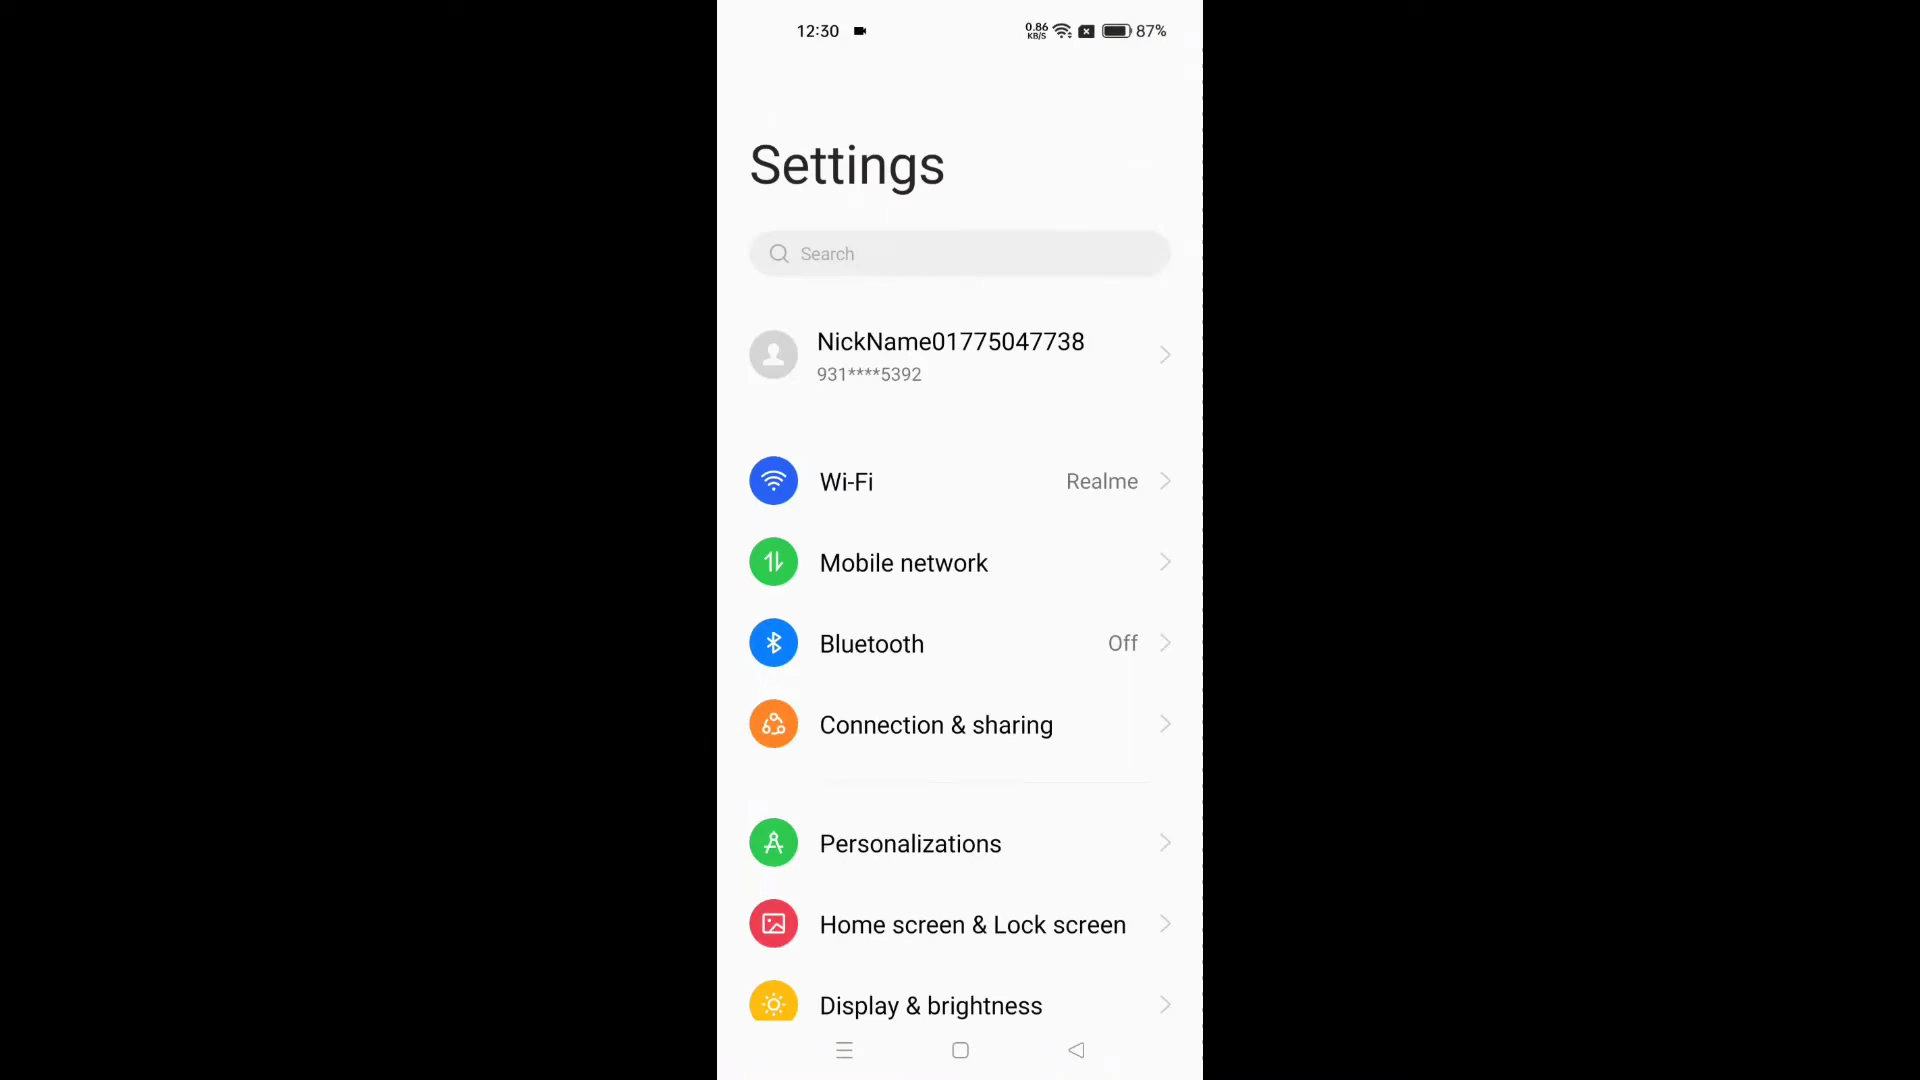 12:30
0.86
KB/S
87%
Settings
Search
NickName01775047738
931****5392
Wi-Fi
Realme
Mobile network
Bluetooth
Off
Connection & sharing
Personalizations
Home screen & Lock screen
Display & brightness